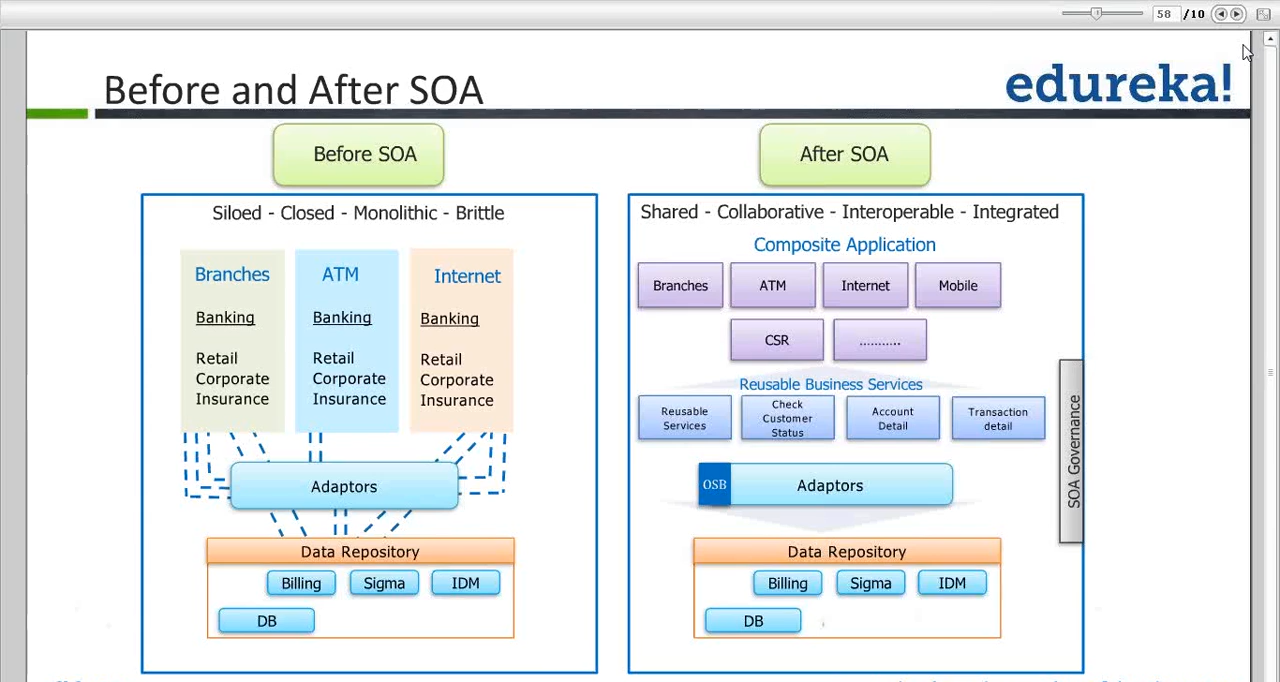 58 /10
Before and After SOA
edureka!
Before SOA
After SOA
Siloed - Closed - Monolithic - Brittle
Branches
Banking
Retail
Corporate
Insurance
ATM
Banking
Retail
Corporate
Insurance
Internet
Banking
Retail
Corporate
Insurance
Adaptors
Data Repository
Billing
Sigma
IDM
DB
Shared - Collaborative - Interoperable - Integrated
Composite Application
Branches
ATM
Internet
Mobile
CSR
...........
Reusable Business Services
Reusable
Services
Check
Customer
Status
Account
Detail
Transaction
detail
SOA Governance
OSB
Adaptors
Data Repository
Billing
Sigma
IDM
DB